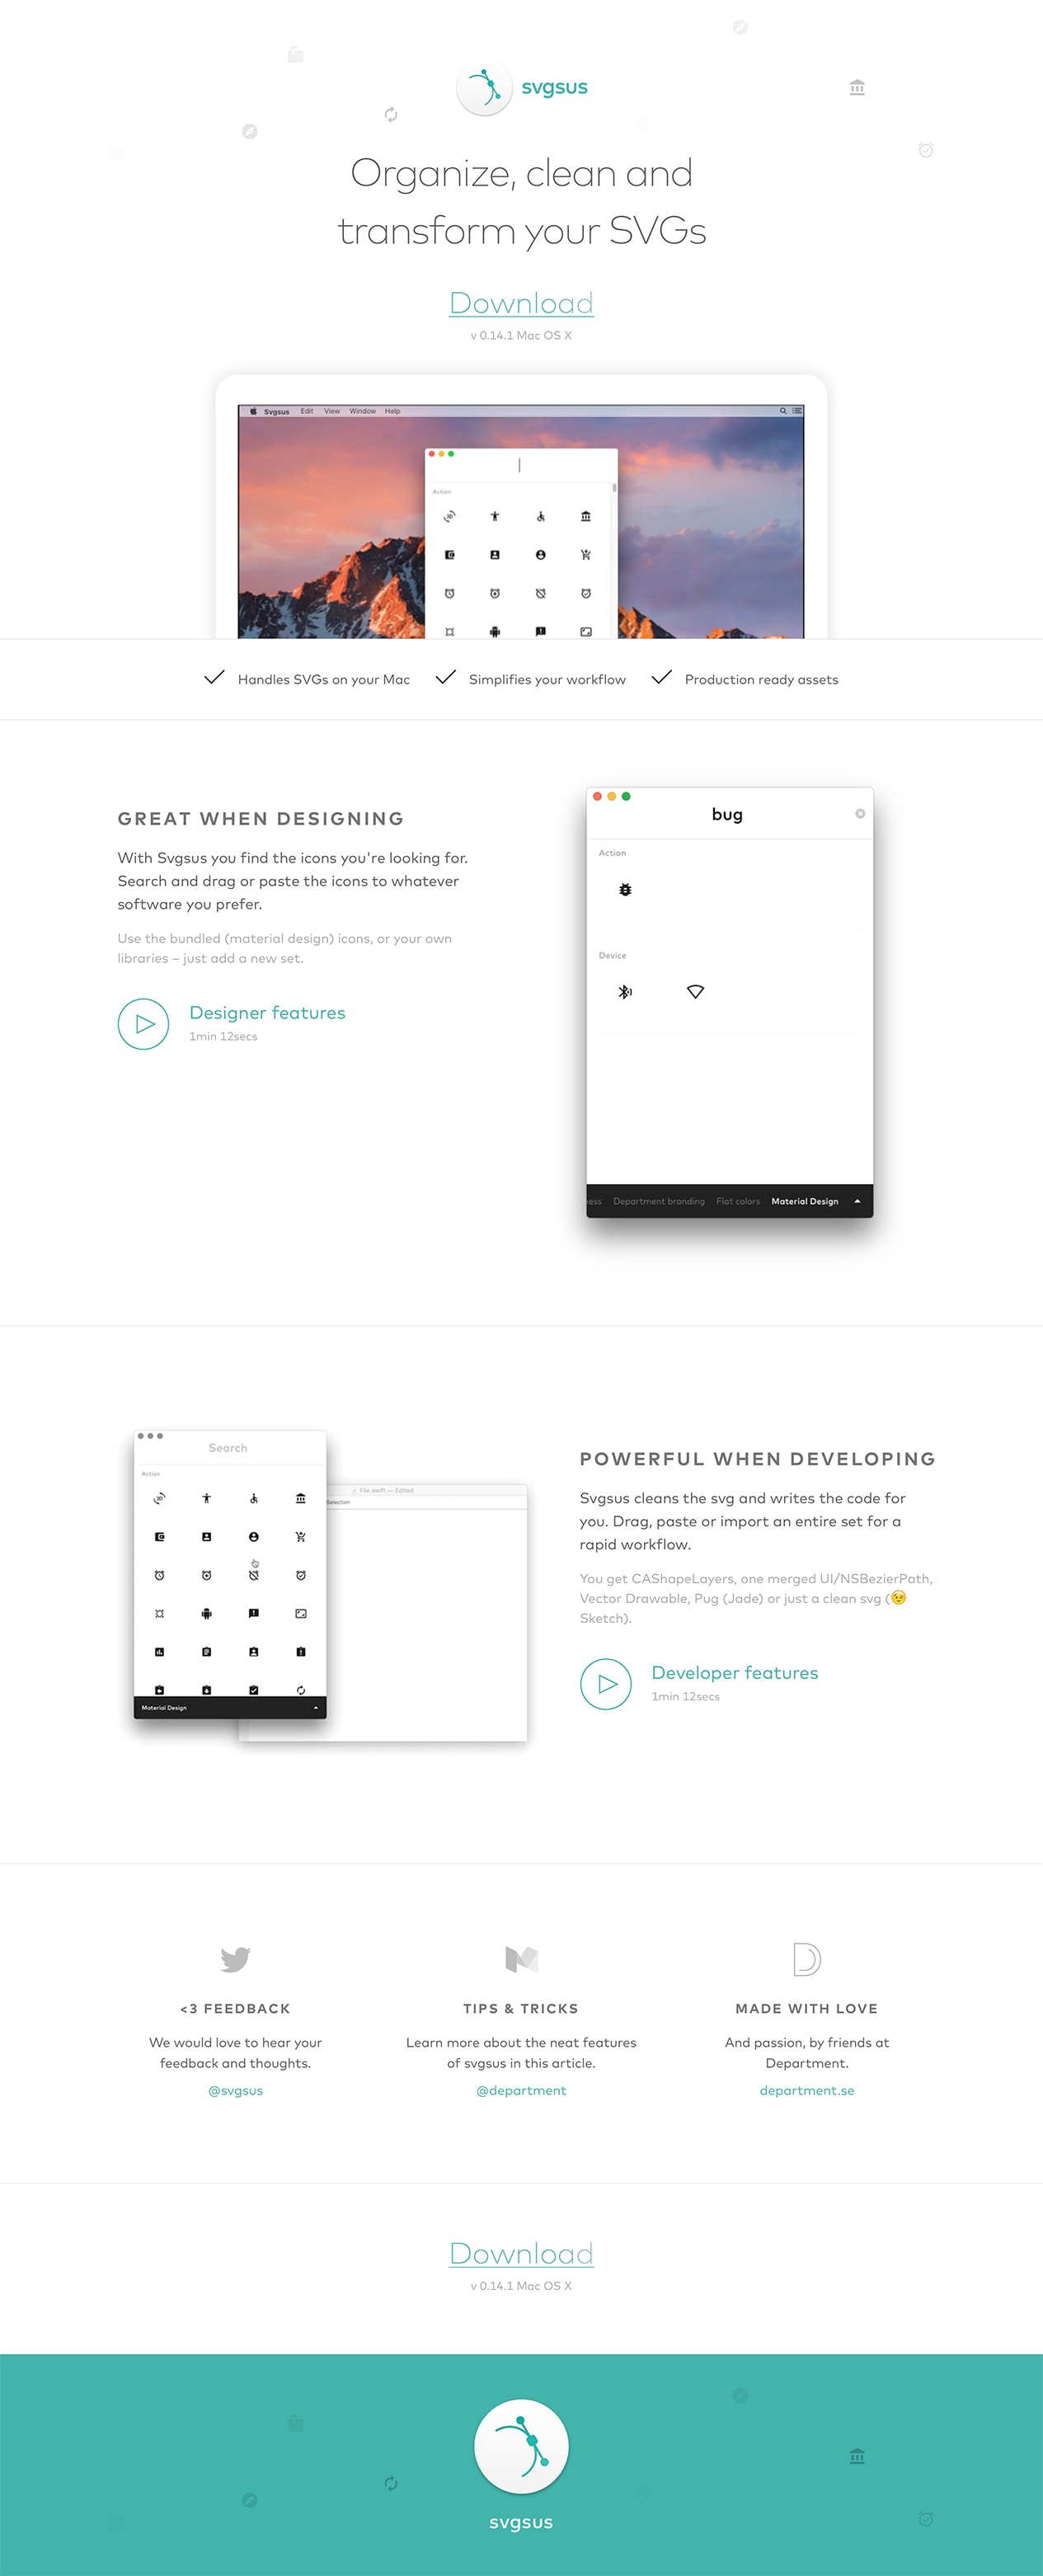 svgsus
Organize, clean and
transform your SVGs
Download
v 0.14.1 Mac OS X
Svgsus Edit View Window Help
Action
Handles SVGs on your Mac
Simplifies your workflow
Production ready assets
GREAT WHEN DESIGNING
With Svgsus you find the icons you're looking for.
Search and drag or paste the icons to whatever
software you prefer.
Use the bundled (material design) icons, or your own
libraries – just add a new set.
Designer features
1min 12secs
bug
Action
Device
ess Department branding Flat colors Material Design
Search
Action
File.swift — Edited
Selection
Material Design
POWERFUL WHEN DEVELOPING
Svgsus cleans the svg and writes the code for
you. Drag, paste or import an entire set for a
rapid workflow.
You get CAShapeLayers, one merged UI/NSBezierPath,
Vector Drawable, Pug (Jade) or just a clean svg (😉
Sketch).
Developer features
1min 12secs
<3 FEEDBACK
We would love to hear your
feedback and thoughts.
@svgsus
TIPS & TRICKS
Learn more about the neat features
of svgsus in this article.
@department
MADE WITH LOVE
And passion, by friends at
Department.
department.se
Download
v 0.14.1 Mac OS X
svgsus